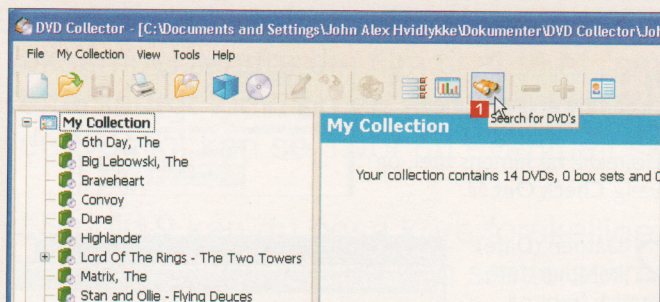 DVD Collector - [C:\Documents and Settings\John Alex Hvidlykke\Dokumenter\DVD Collector\Joh
File My Collection View Tools Help
1
Search for DVD's
My Collection
6th Day, The
Big Lebowski, The
Braveheart
Convoy
Dune
Highlander
Lord Of The Rings - The Two Towers
Matrix, The
Stan and Ollie - Flying Deuces
My Collection
Your collection contains 14 DVDs, 0 box sets and 0